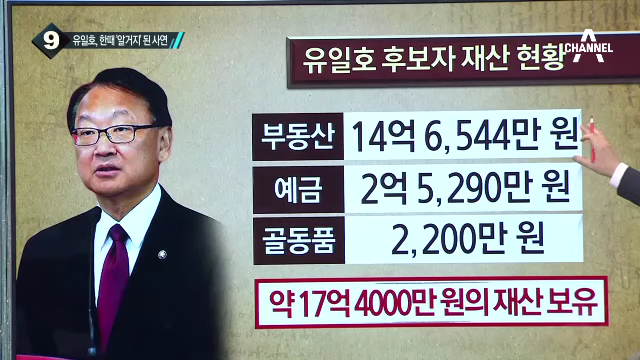 9 유일호, 한때 '알거지' 된 사연
CHANNEL A
유일호 후보자 재산 현황
부동산 14억 6,544만 원
예금 2억 5,290만 원
골동품 2,200만 원
약 17억 4000만 원의 재산 보유